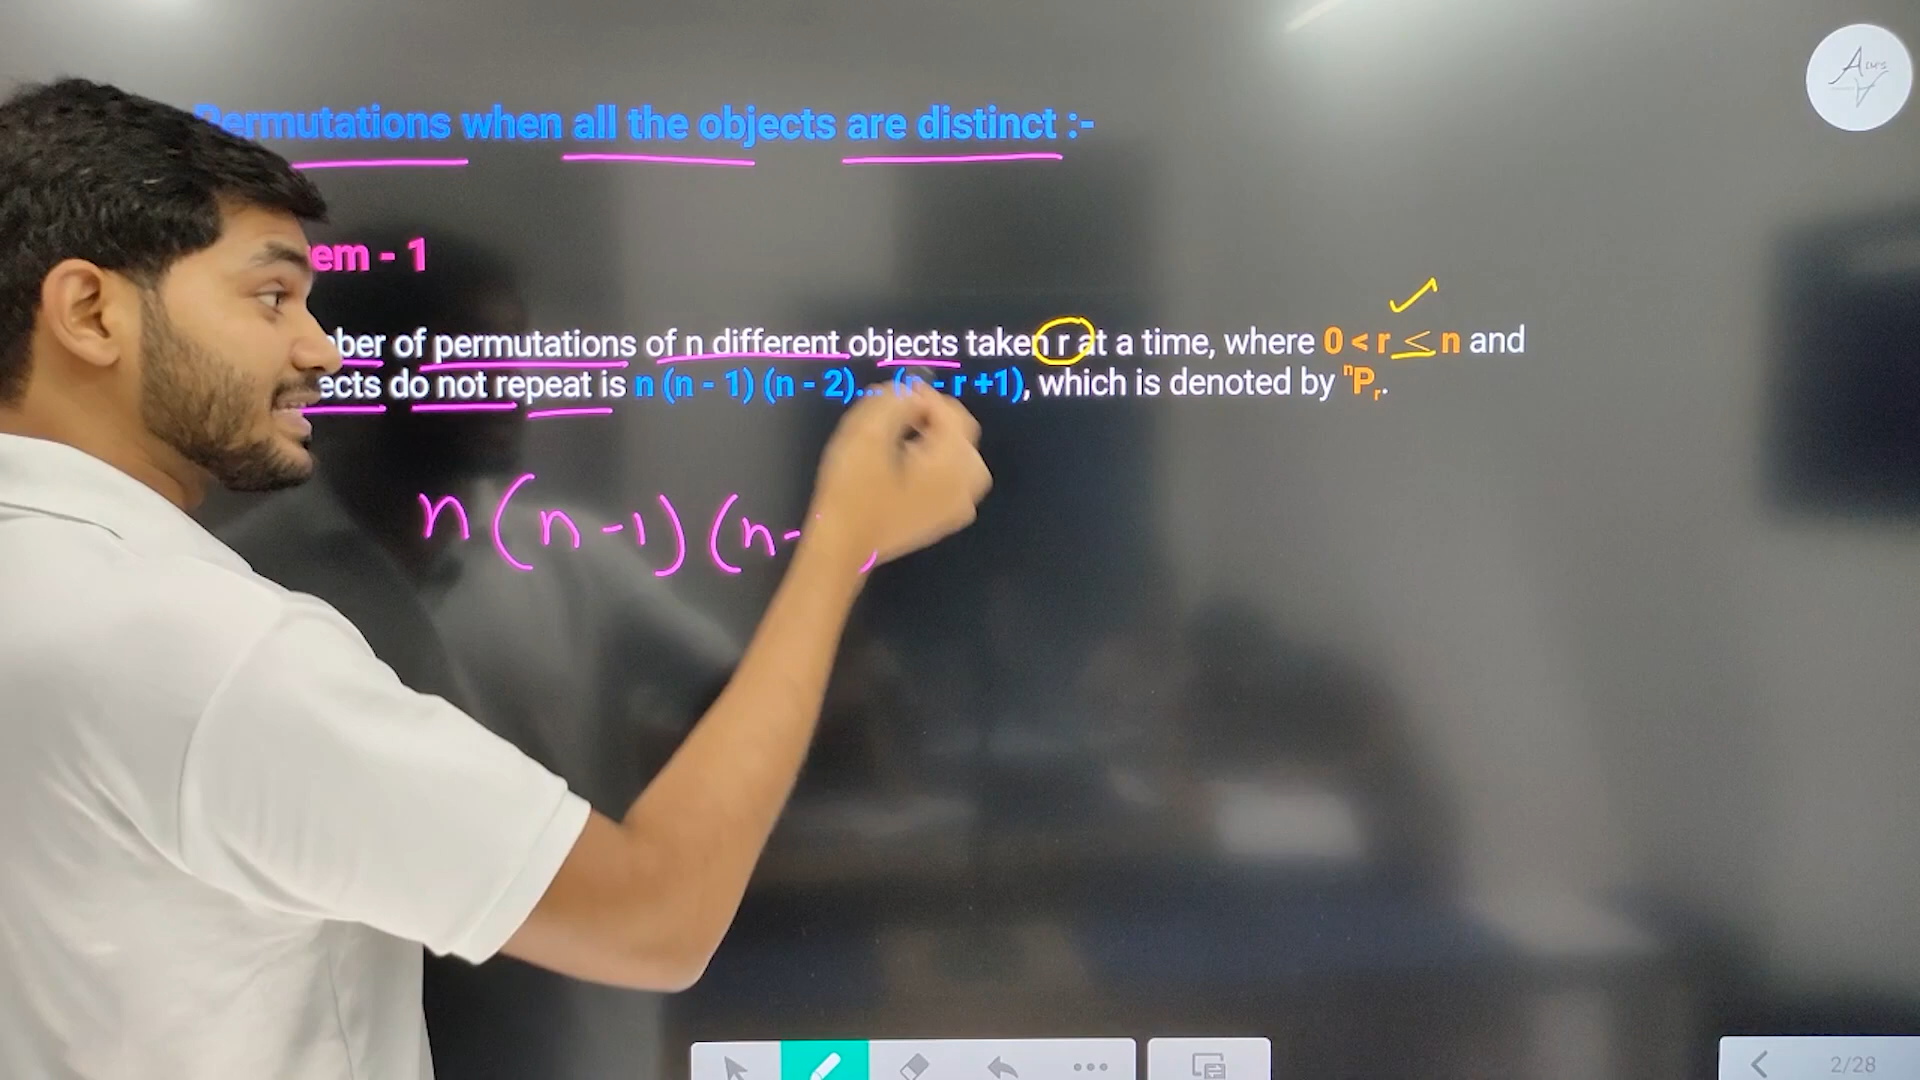 Permutations when all the objects are distinct :-
em - 1
ber of permutations of n different objects taken r at a time, where 0 < r ≤ n and
ects do not repeat is n (n - 1) (n - 2)... (n - r +1), which is denoted by ⁿPᵣ.
n (n-1) (n-
2/28